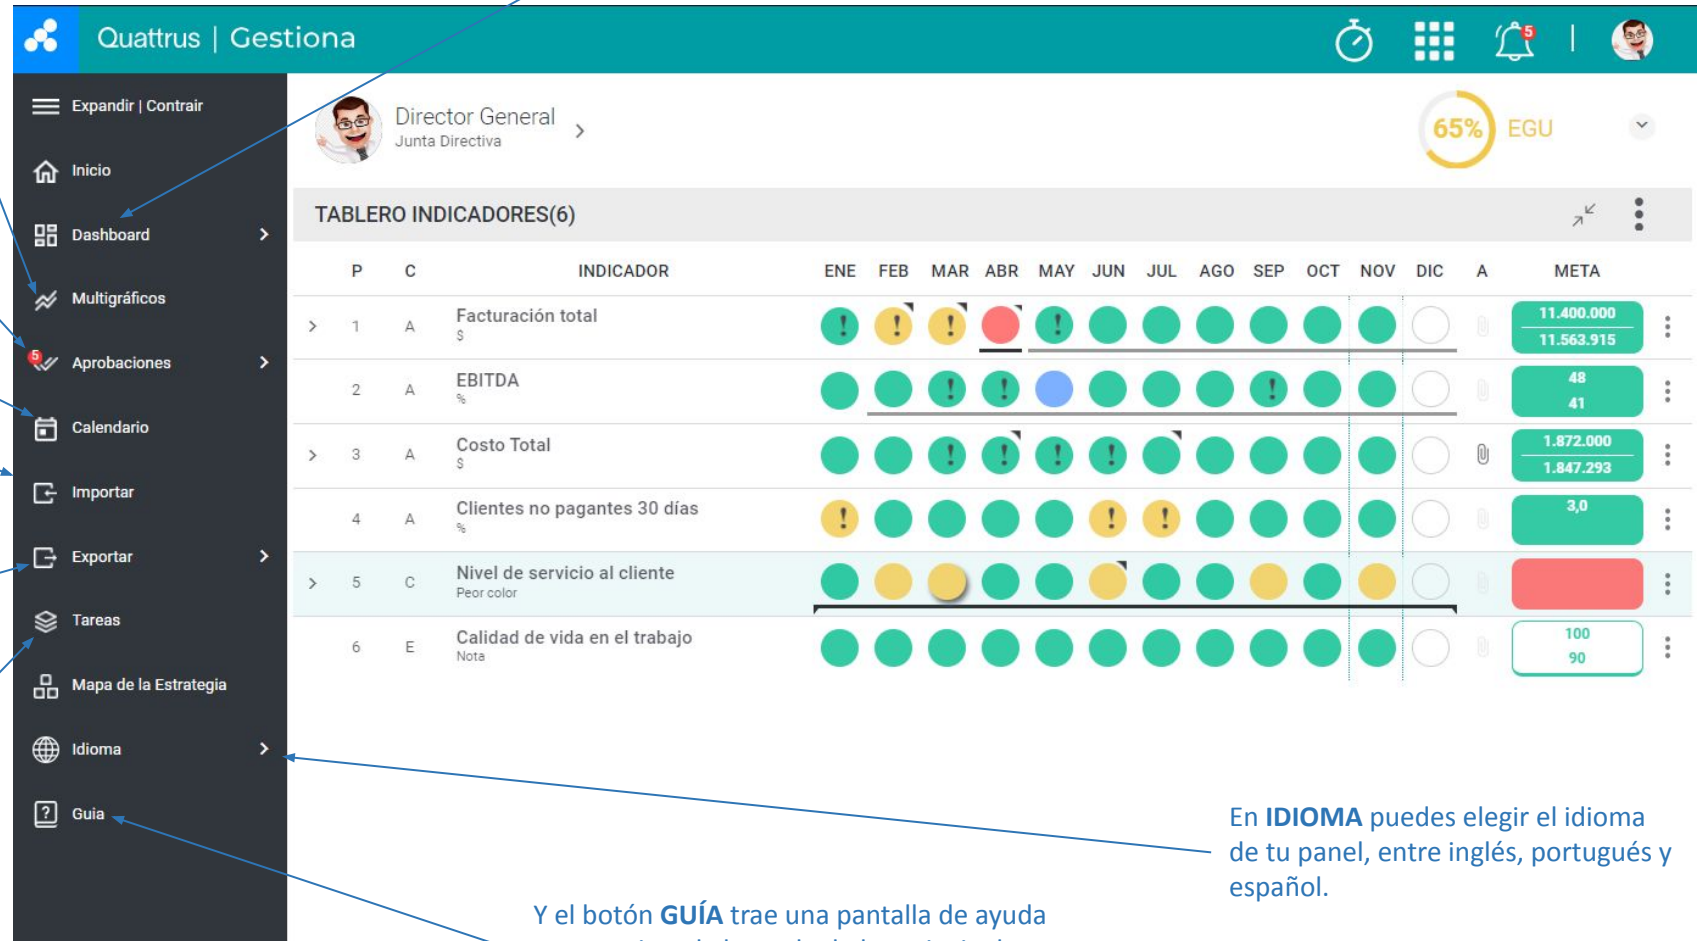 Quattrus | Gestiona
5
Expandir | Contrair
Inicio
Dashboard
Multigráficos
5
Aprobaciones
Calendario
Importar
Exportar
Tareas
Mapa de la Estrategia
Idioma
Guia
Director General
Junta Directiva
65% EGU
TABLERO INDICADORES(6)
P C INDICADOR ENE FEB MAR ABR MAY JUN JUL AGO SEP OCT NOV DIC A META
1 A Facturación total ! ! ! ! 11.400.000
$ 11.563.915
2 A EBITDA ! ! ! 48
% 41
3 A Costo Total ! ! ! ! 1.872.000
$ 1.847.293
4 A Clientes no pagantes 30 días ! ! ! 3,0
%
5 C Nivel de servicio al cliente
Peor color
6 E Calidad de vida en el trabajo 100
Nota 90
En IDIOMA puedes elegir el idioma
de tu panel, entre inglés, portugués y
español.
Y el botón GUÍA trae una pantalla de ayuda